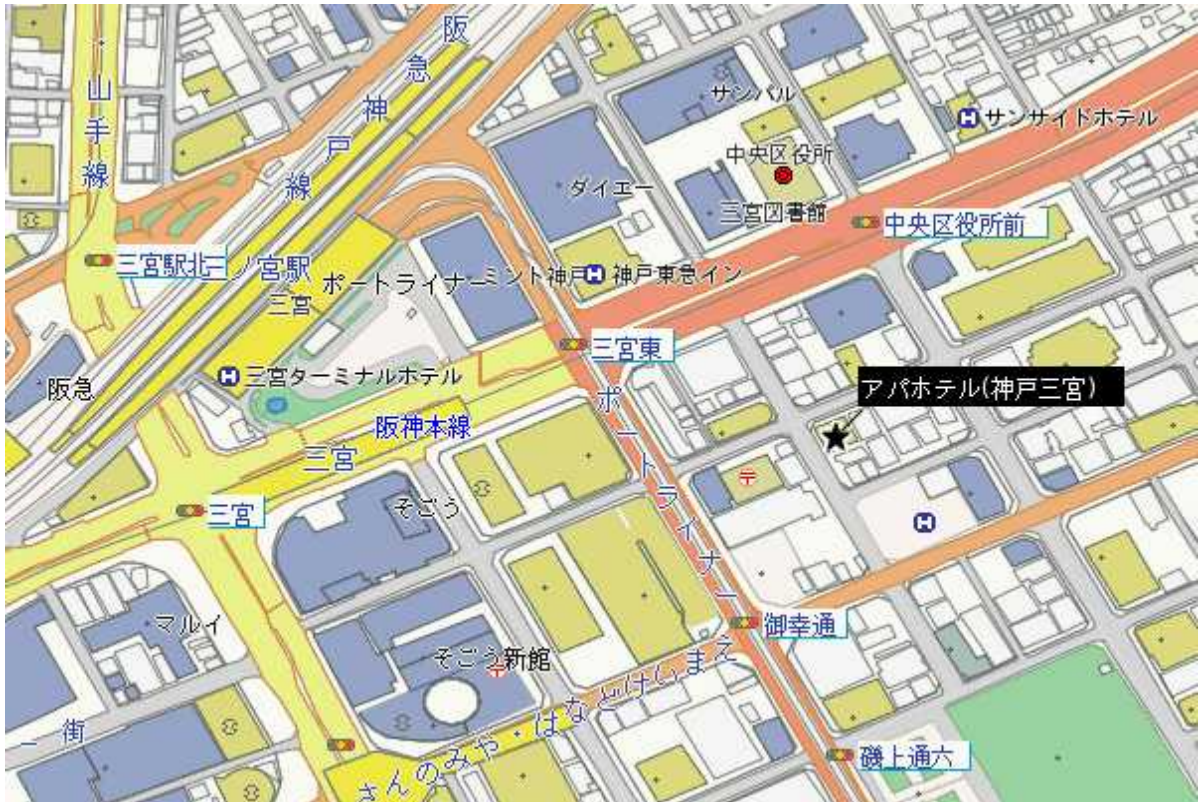 阪急神戸線
山手線
サンパル
サンサイドホテル
中央区役所
ダイエー
三宮図書館
中央区役所前
三宮駅北
三ノ宮駅
ポートライナー
ミント神戸
神戸東急イン
三宮
三宮東
阪急
三宮ターミナルホテル
アパホテル(神戸三宮)
阪神本線
三宮
ポートライナー
そごう
三宮
マルイ
御幸通
そごう新館
さんのみや・はなどけいまえ
一街
磯上通六